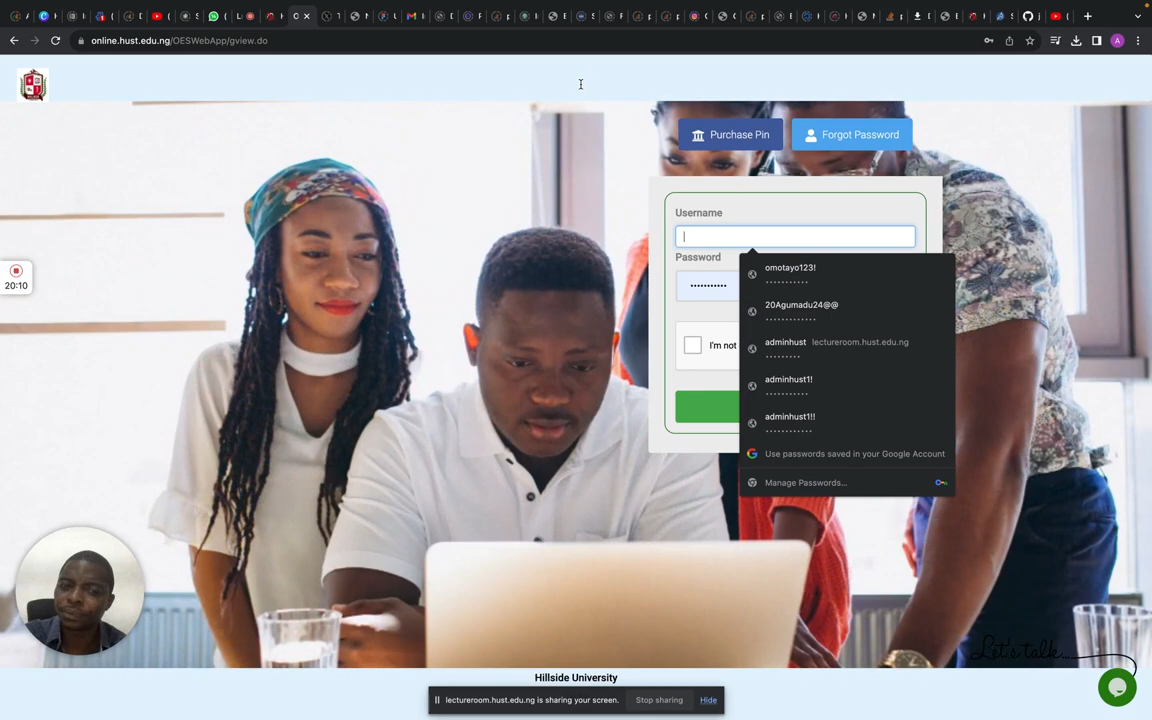 online.hust.edu.ng/OESWebApp/gview.do
A
Purchase Pin
Forgot Password
Username
Password
•••••••••••
I'm not
omotayo123!
20Agumadu24@@
adminhust lectureroom.hust.edu.ng
adminhust1!
adminhust1!!
Use passwords saved in your Google Account
Manage Passwords...
20:10
Let's talk....
Hillside University
lectureroom.hust.edu.ng is sharing your screen.
Stop sharing
Hide